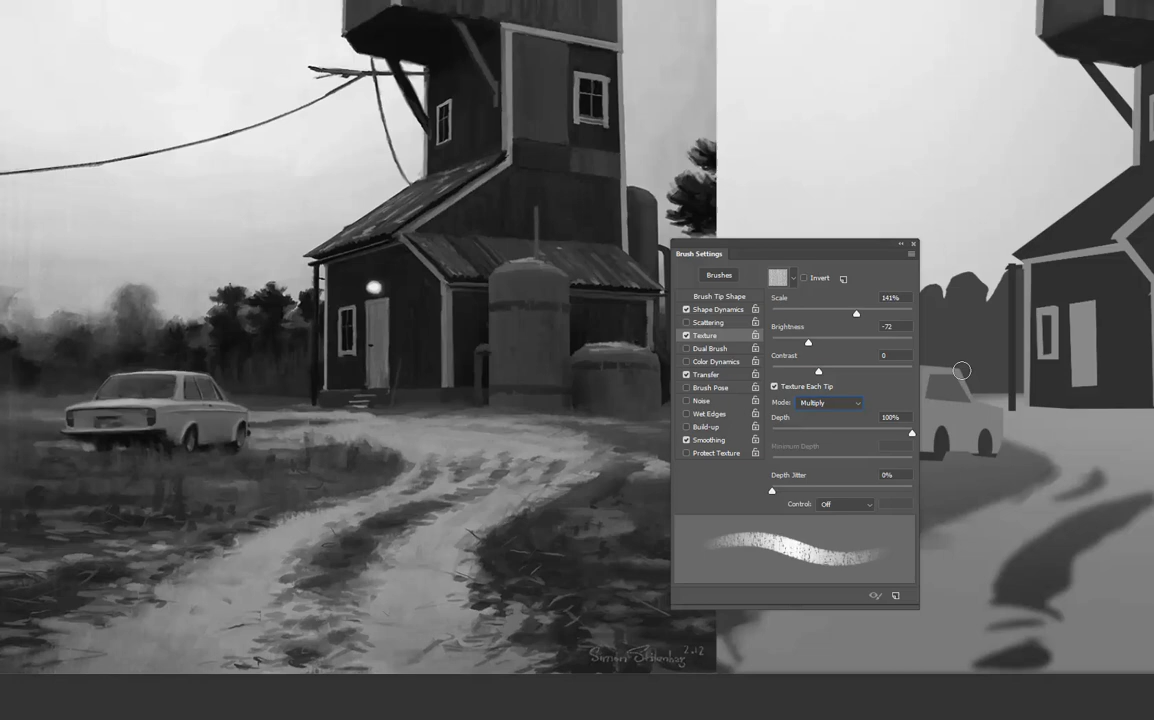 Brush Settings
Brushes
Invert
Brush Tip Shape
Scale
141%
Shape Dynamics
Scattering
Brightness
-72
Texture
Dual Brush
Contrast
0
Color Dynamics
Transfer
Texture Each Tip
Brush Pose
Mode:
Multiply
Noise
Wet Edges
Depth
100%
Build-up
Smoothing
Minimum Depth
Protect Texture
Depth Jitter
0%
Control:
Off
2.12